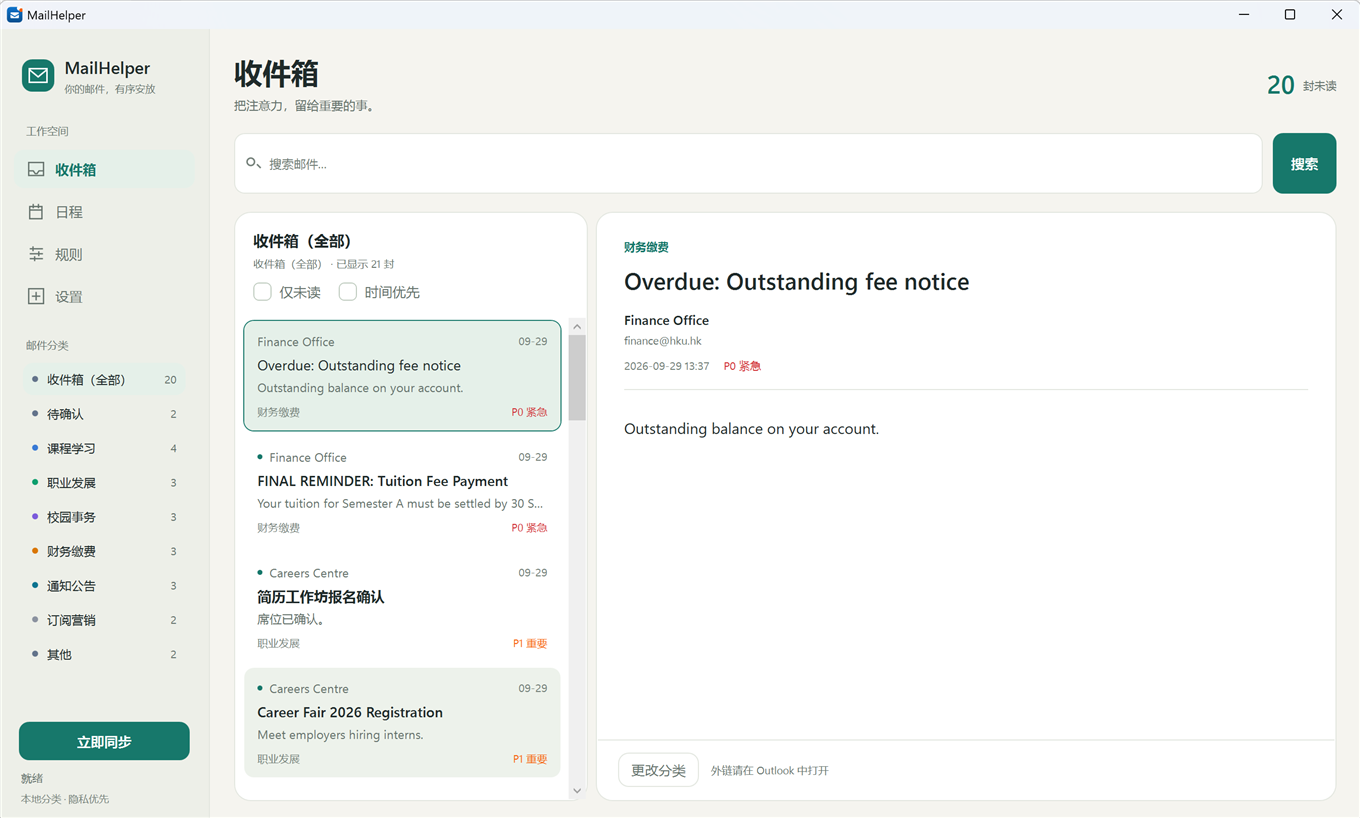 MailHelper
MailHelper
你的邮件，有序安放
工作空间
收件箱
日程
规则
设置
邮件分类
收件箱（全部） 20
待确认 2
课程学习 4
职业发展 3
校园事务 3
财务缴费 3
通知公告 3
订阅营销 2
其他 2
立即同步
就绪
本地分类 · 隐私优先
收件箱
把注意力，留给重要的事。
20 封未读
搜索邮件...
搜索
收件箱（全部）
收件箱（全部） · 已显示 21 封
仅未读 时间优先
Finance Office 09-29
Overdue: Outstanding fee notice
Outstanding balance on your account.
财务缴费 P0 紧急
Finance Office 09-29
FINAL REMINDER: Tuition Fee Payment
Your tuition for Semester A must be settled by 30 S...
财务缴费 P0 紧急
Careers Centre 09-29
简历工作坊报名确认
席位已确认。
职业发展 P1 重要
Careers Centre 09-29
Career Fair 2026 Registration
Meet employers hiring interns.
职业发展 P1 重要
财务缴费
Overdue: Outstanding fee notice
Finance Office
finance@hku.hk
2026-09-29 13:37 P0 紧急
Outstanding balance on your account.
更改分类 外链请在 Outlook 中打开